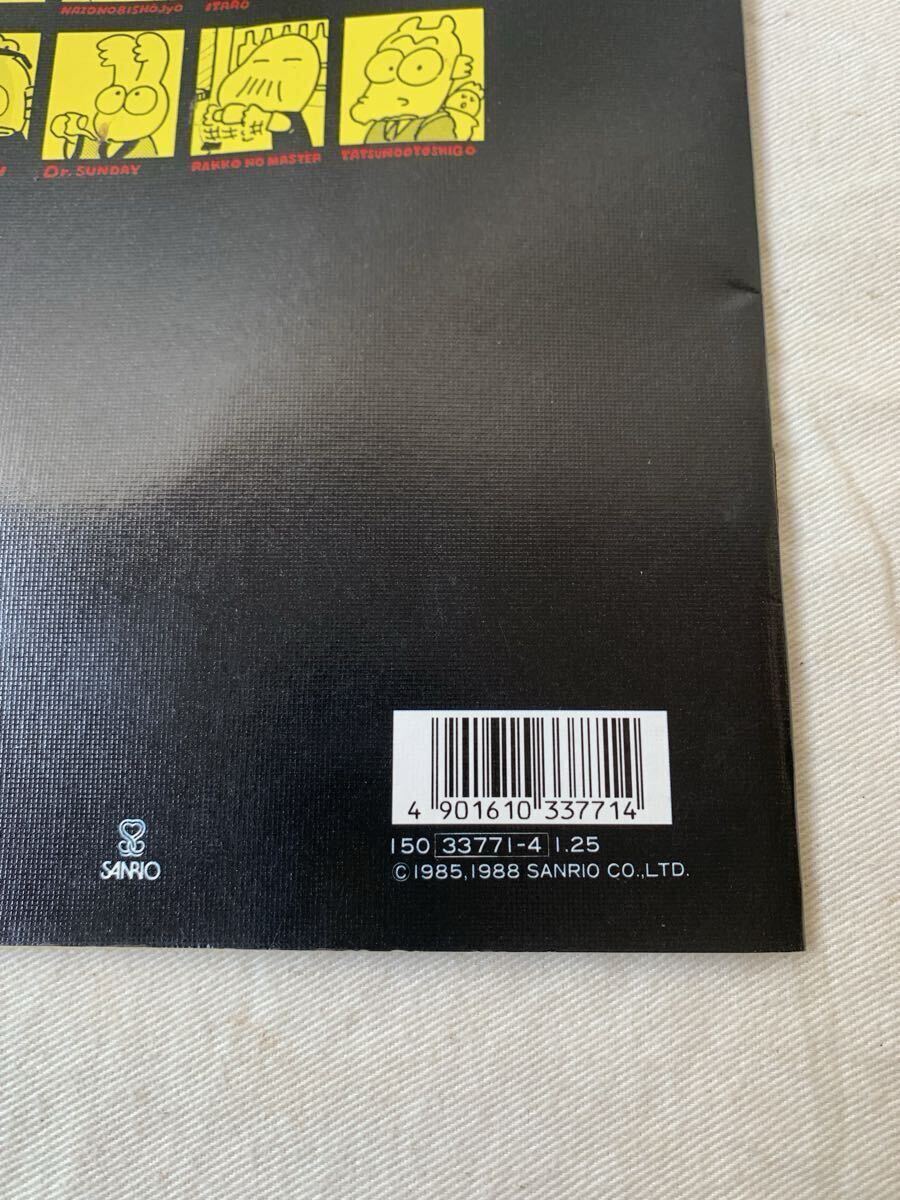 NAZONOBISHOJYO ITARO
Dr. SUNDAY RAKKO NO MASTER TATSUNOOTOSHIGO
4 901610 337714
150 33771-4 1.25
©1985,1988 SANRIO CO.,LTD.
SANRIO